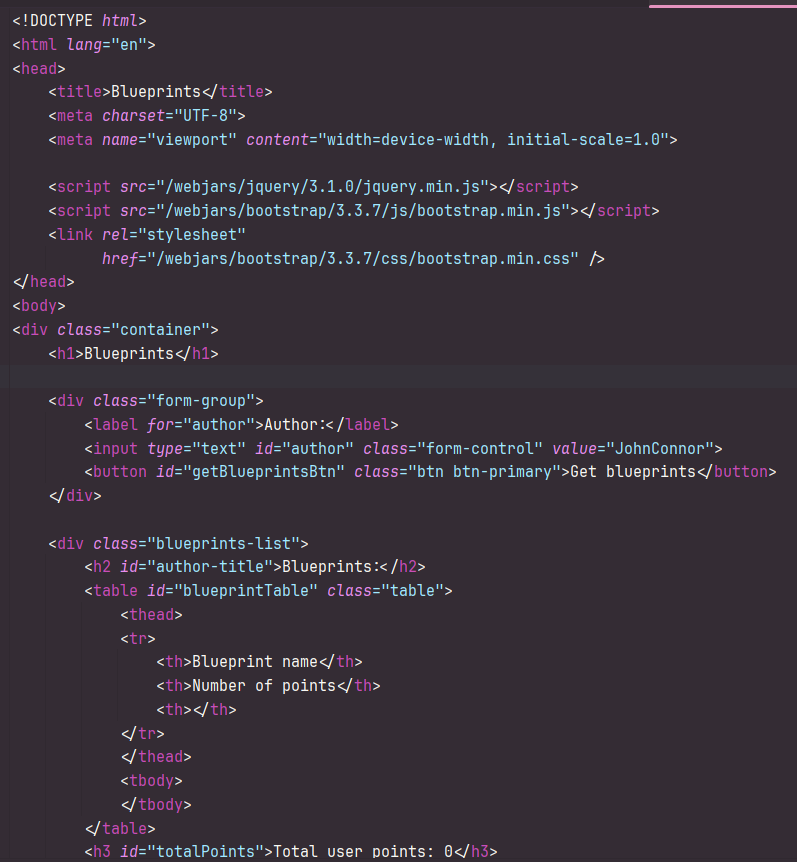 <!DOCTYPE html>
<html lang="en">
<head>
    <title>Blueprints</title>
    <meta charset="UTF-8">
    <meta name="viewport" content="width=device-width, initial-scale=1.0">

    <script src="/webjars/jquery/3.1.0/jquery.min.js"></script>
    <script src="/webjars/bootstrap/3.3.7/js/bootstrap.min.js"></script>
    <link rel="stylesheet"
          href="/webjars/bootstrap/3.3.7/css/bootstrap.min.css" />
</head>
<body>
<div class="container">
    <h1>Blueprints</h1>

    <div class="form-group">
        <label for="author">Author:</label>
        <input type="text" id="author" class="form-control" value="JohnConnor">
        <button id="getBlueprintsBtn" class="btn btn-primary">Get blueprints</button>
    </div>

    <div class="blueprints-list">
        <h2 id="author-title">Blueprints:</h2>
        <table id="blueprintTable" class="table">
            <thead>
            <tr>
                <th>Blueprint name</th>
                <th>Number of points</th>
                <th></th>
            </tr>
            </thead>
            <tbody>
            </tbody>
        </table>
        <h3 id="totalPoints">Total user points: 0</h3>